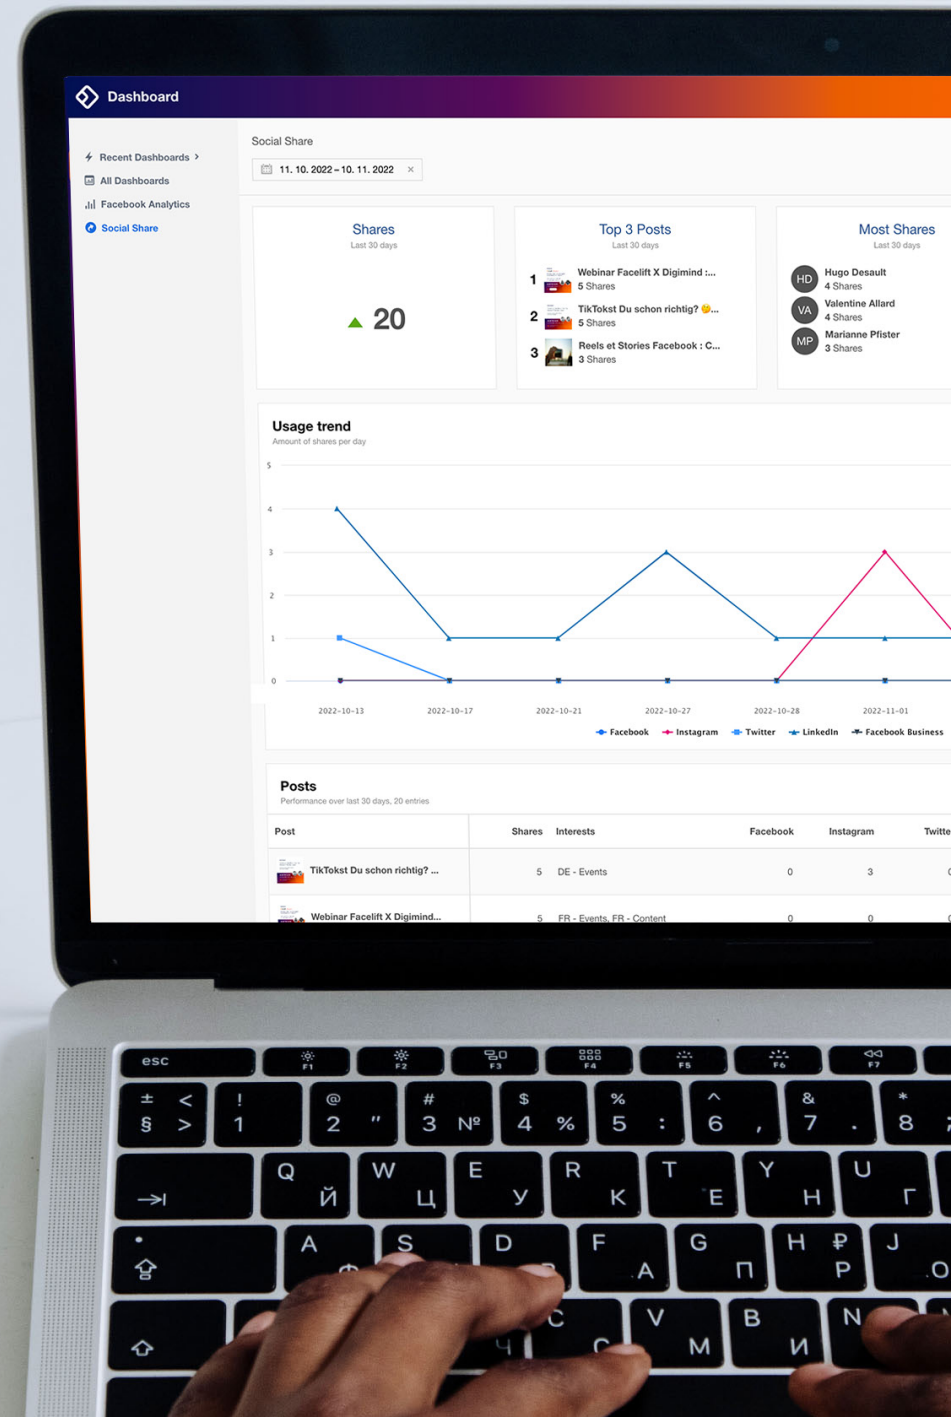 Dashboard
Recent Dashboards
All Dashboards
Facebook Analytics
Social Share
Social Share
11. 10. 2022 – 10. 11. 2022 ×
Shares
Last 30 days
20
Top 3 Posts
Last 30 days
1 Webinar Facelift X Digimind :...
5 Shares
2 TikTokst Du schon richtig? 🤔...
5 Shares
3 Reels et Stories Facebook : C...
3 Shares
Most Shares
Last 30 days
HD Hugo Desault
4 Shares
VA Valentine Allard
4 Shares
MP Marianne Pfister
3 Shares
Usage trend
Amount of shares per day
5
4
3
2
1
0
2022-10-13 2022-10-17 2022-10-21 2022-10-27 2022-10-28 2022-11-01
Facebook Instagram Twitter LinkedIn Facebook Business
Posts
Performance over last 30 days, 20 entries
Post Shares Interests Facebook Instagram Twitte
TikTokst Du schon richtig? ... 5 DE - Events 0 3 0
Webinar Facelift X Digimind... 5 FR - Events, FR - Content 0 0 0
esc F1 F2 F3 F4 F5 F6 F7
± < ! @ # $ % ^ & *
§ > 1 2 " 3 № 4 % 5 : 6 , 7 . 8 ;
Q W E R T Y U
Й Ц У К Е Н Г
A S D F G H ₽ J
А П Р О
C V B N
Ч С М И